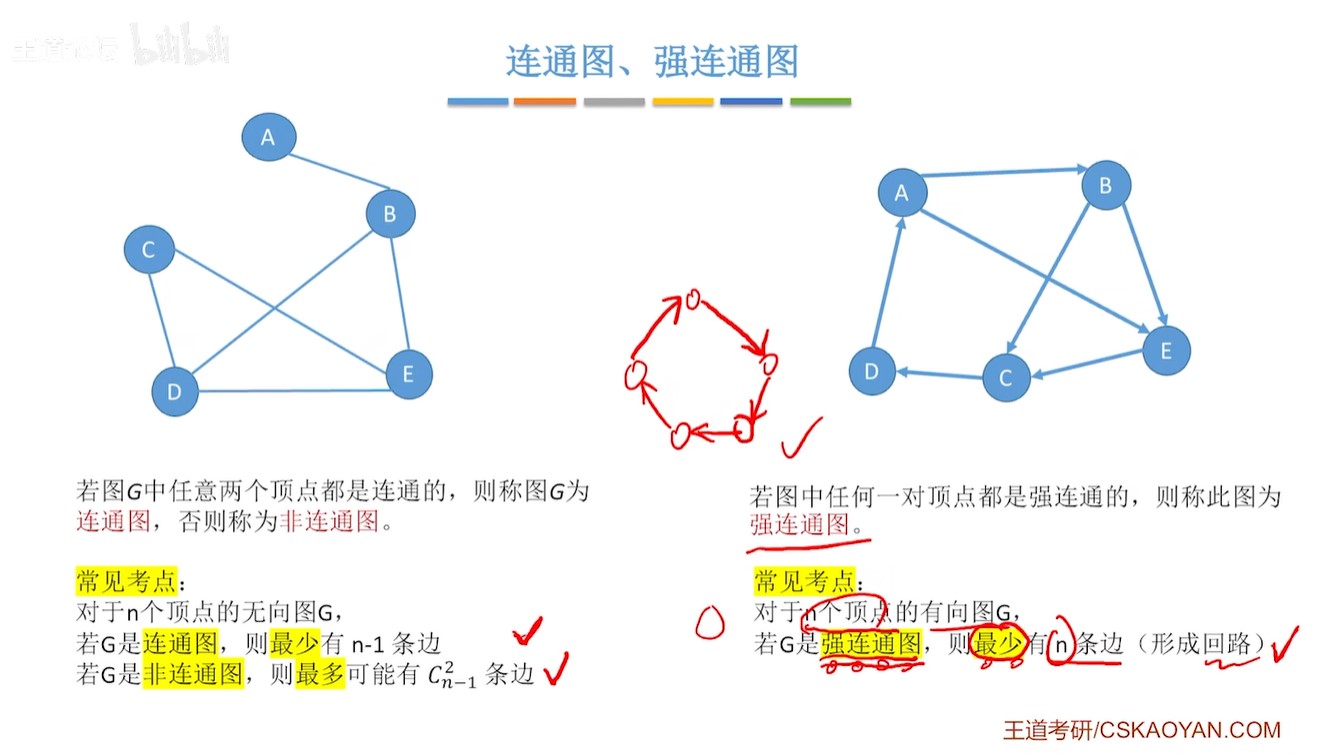 王道论坛 bilibili
连通图、强连通图
A
B
C
D
E
A
B
C
D
E
若图G中任意两个顶点都是连通的，则称图G为
连通图，否则称为非连通图。
常见考点：
对于n个顶点的无向图G，
若G是连通图，则最少有 n-1 条边
若G是非连通图，则最多可能有 $C_{n-1}^{2}$ 条边
若图中任何一对顶点都是强连通的，则称此图为
强连通图。
常见考点：
对于n个顶点的有向图G，
若G是强连通图，则最少有 n 条边（形成回路）
王道考研/CSKAOYAN.COM